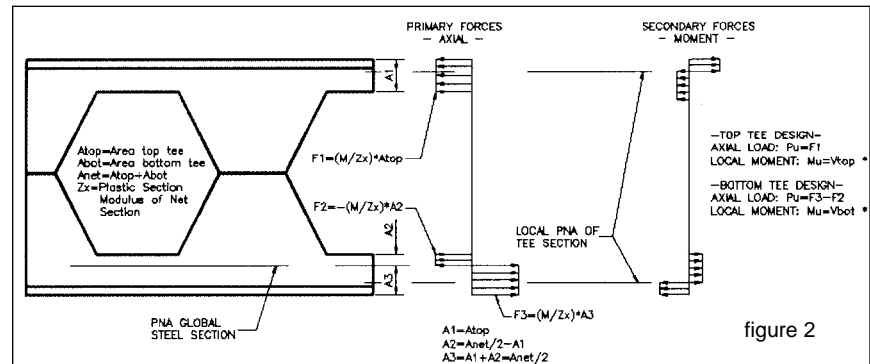 PRIMARY FORCES
– AXIAL –
SECONDARY FORCES
– MOMENT –
A1
Atop=Area top tee
Abot=Area bottom tee
Anet=Atop+Abot
Zx=Plastic Section
Modulus of Net
Section
F1=(M/Zx)*Atop
F2=-(M/Zx)*A2
A2
A3
LOCAL PNA OF
TEE SECTION
–TOP TEE DESIGN–
AXIAL LOAD: Pu=F1
LOCAL MOMENT: Mu=Vtop *
–BOTTOM TEE DESIGN–
AXIAL LOAD: Pu=F3-F2
LOCAL MOMENT: Mu=Vbot *
PNA GLOBAL
STEEL SECTION
F3=(M/Zx)*A3
A1=Atop
A2=Anet/2-A1
A3=A1+A2=Anet/2
figure 2